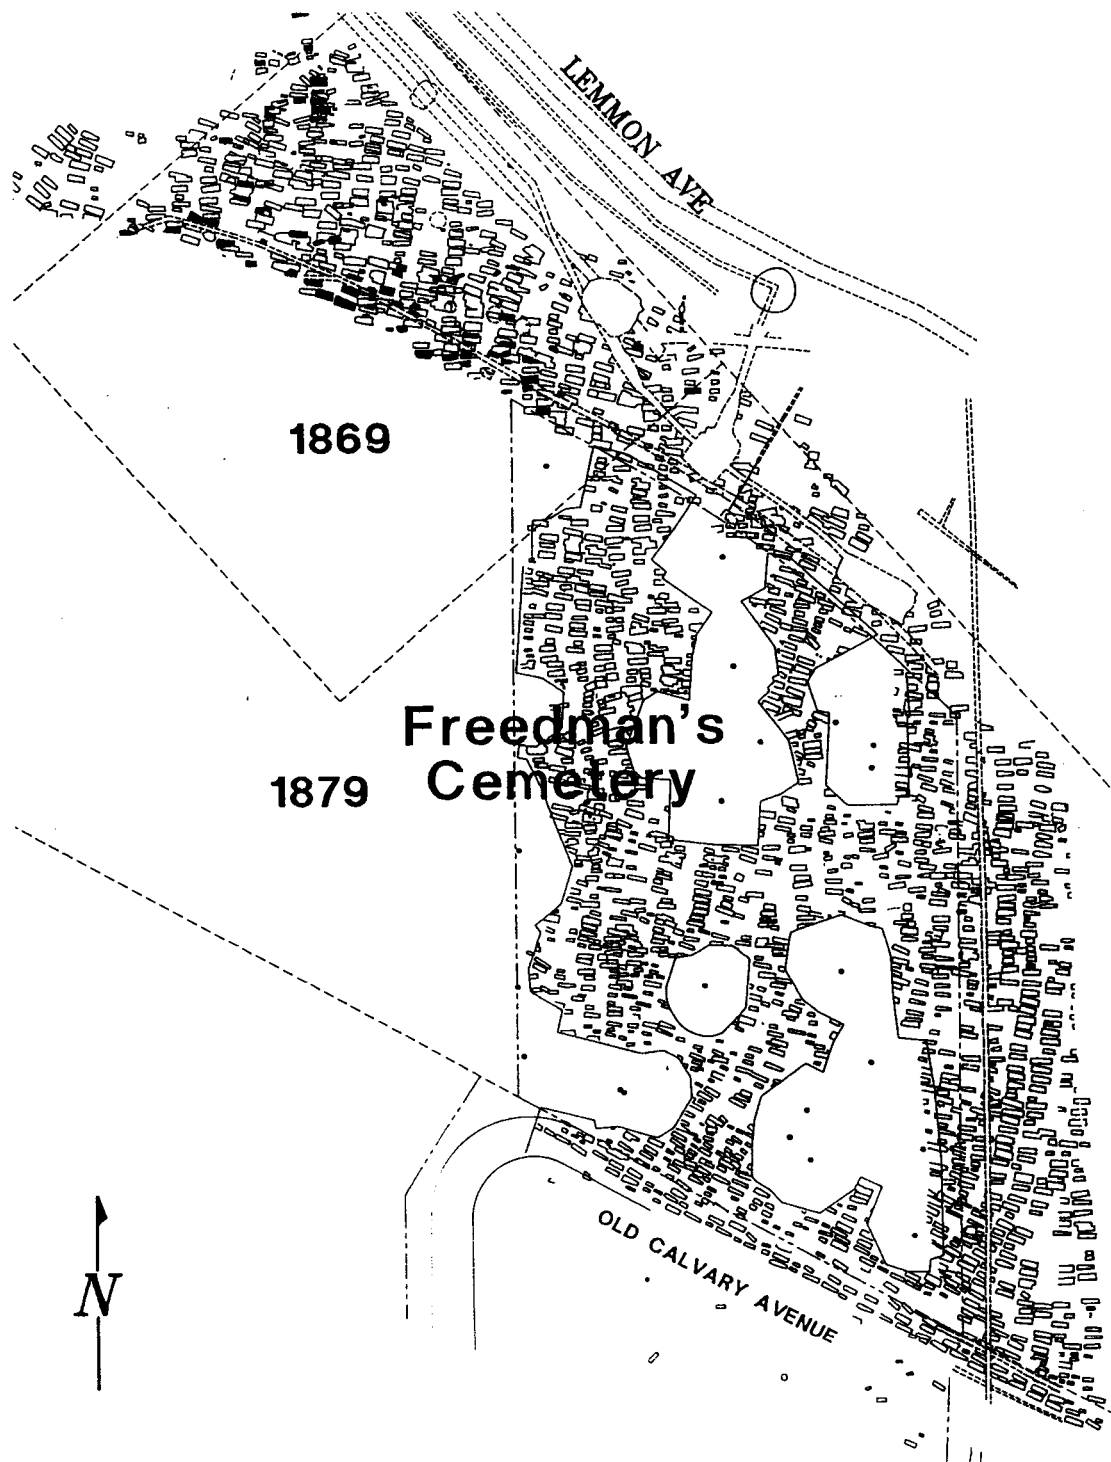 LEMMON AVE
1869
Freedman's
Cemetery
1879
OLD CALVARY AVENUE
N